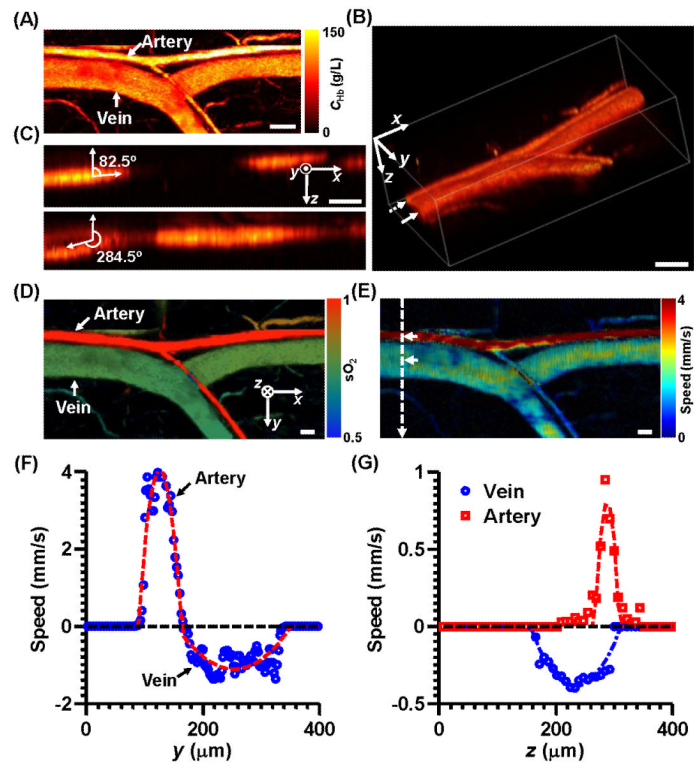 (A)
Artery
Vein
150
0
C_Hb (g/L)
(B)
x
y
z
(C)
82.5º
y
x
z
284.5º
(D)
Artery
Vein
z
x
y
1
0.5
sO₂
(E)
4
0
Speed (mm/s)
(F)
Speed (mm/s)
4
2
0
-2
Artery
Vein
0
200
400
y (μm)
(G)
Speed (mm/s)
1
0.5
0
-0.5
Vein
Artery
0
200
400
z (μm)